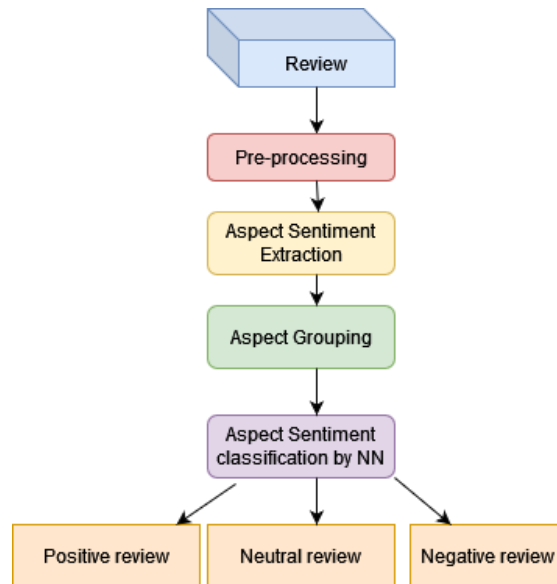 Review
Pre-processing
Aspect Sentiment
Extraction
Aspect Grouping
Aspect Sentiment
classification by NN
Positive review
Neutral review
Negative review